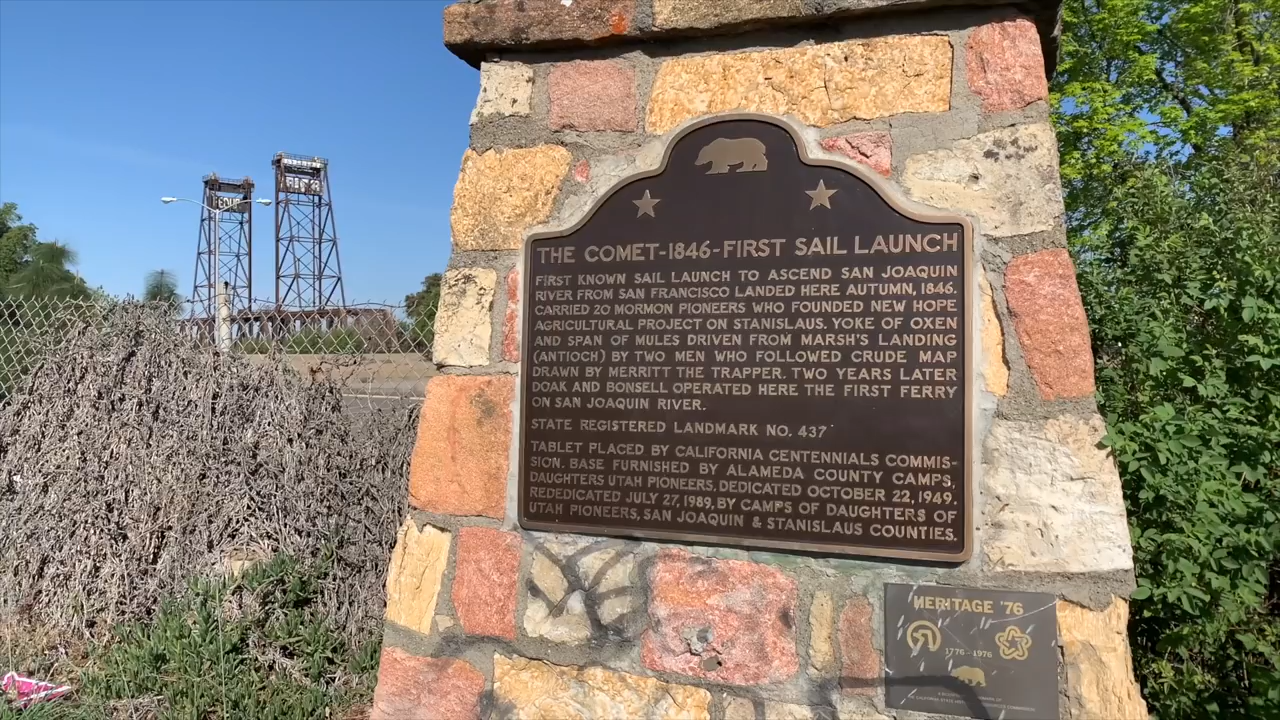 THE COMET-1846-FIRST SAIL LAUNCH
FIRST KNOWN SAIL LAUNCH TO ASCEND SAN JOAQUIN
RIVER FROM SAN FRANCISCO LANDED HERE AUTUMN, 1846.
CARRIED 20 MORMON PIONEERS WHO FOUNDED NEW HOPE
AGRICULTURAL PROJECT ON STANISLAUS. YOKE OF OXEN
AND SPAN OF MULES DRIVEN FROM MARSH'S LANDING
(ANTIOCH) BY TWO MEN WHO FOLLOWED CRUDE MAP
DRAWN BY MERRITT THE TRAPPER. TWO YEARS LATER
DOAK AND BONSELL OPERATED HERE THE FIRST FERRY
ON SAN JOAQUIN RIVER.
STATE REGISTERED LANDMARK NO. 437
TABLET PLACED BY CALIFORNIA CENTENNIALS COMMIS-
SION. BASE FURNISHED BY ALAMEDA COUNTY CAMPS,
DAUGHTERS UTAH PIONEERS. DEDICATED OCTOBER 22, 1949.
REDEDICATED JULY 27, 1989, BY CAMPS OF DAUGHTERS OF
UTAH PIONEERS, SAN JOAQUIN & STANISLAUS COUNTIES.
HERITAGE '76
1776 - 1976